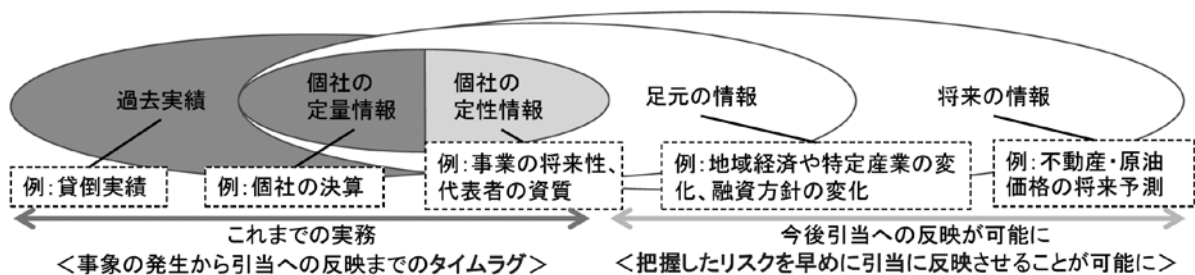 過去実績
個社の
定量情報
個社の
定性情報
足元の情報
将来の情報
例:貸倒実績
例:個社の決算
例:事業の将来性、
代表者の資質
例:地域経済や特定産業の変
化、融資方針の変化
例:不動産・原油
価格の将来予測
これまでの実務
<事象の発生から引当への反映までのタイムラグ>
今後引当への反映が可能に
<把握したリスクを早めに引当に反映させることが可能に>